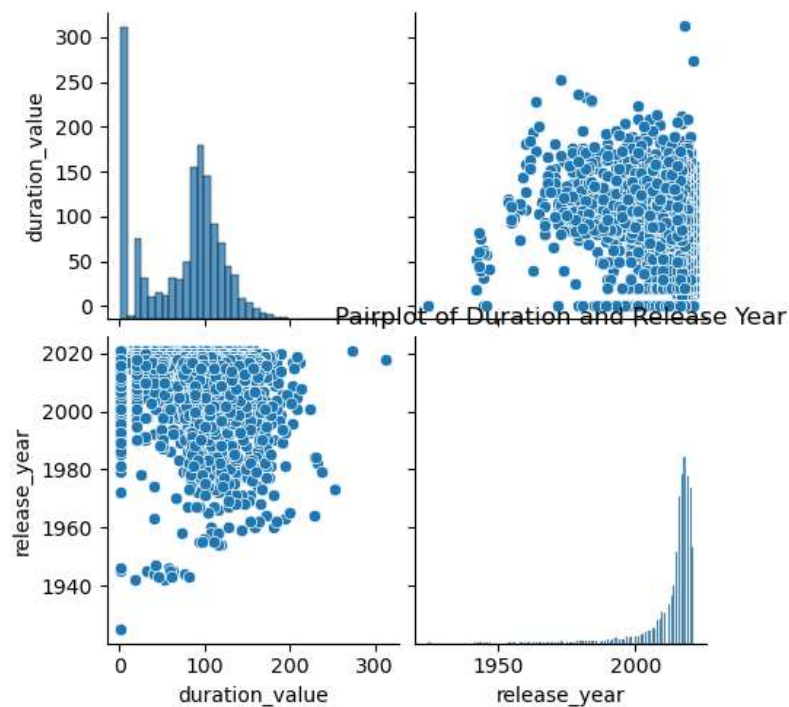 300
250
200
150
100
50
0
duration_value
Pairplot of Duration and Release Year
2020
2000
1980
1960
1940
release_year
0 100 200 300
duration_value
1950 2000
release_year